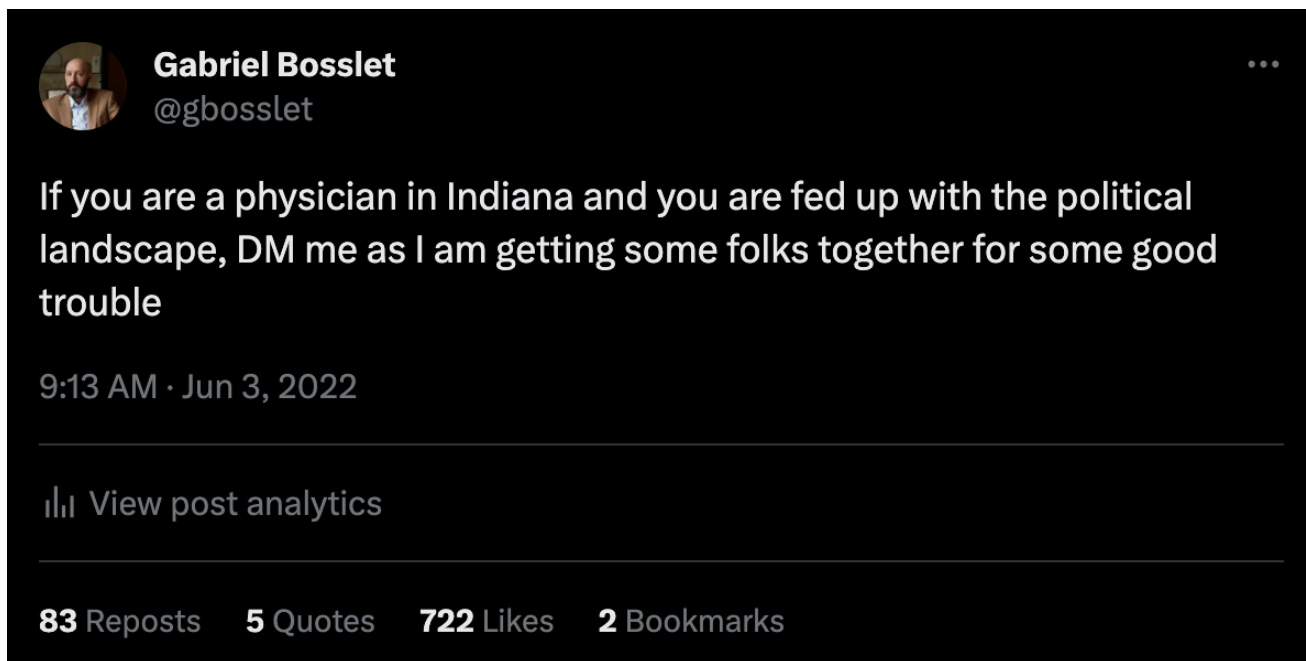 Gabriel Bosslet
@gbosslet
If you are a physician in Indiana and you are fed up with the political
landscape, DM me as I am getting some folks together for some good
trouble
9:13 AM · Jun 3, 2022
View post analytics
83 Reposts 5 Quotes 722 Likes 2 Bookmarks